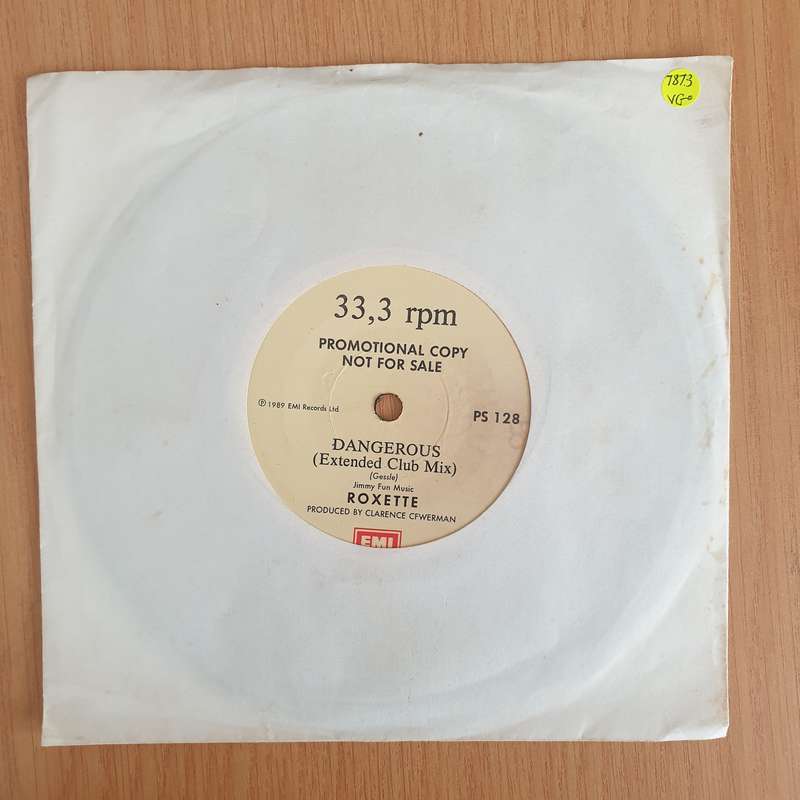 7873
VG+
33,3 rpm
PROMOTIONAL COPY
NOT FOR SALE
℗ 1989 EMI Records Ltd
PS 128
DANGEROUS
(Extended Club Mix)
(Gessle)
Jimmy Fun Music
ROXETTE
PRODUCED BY CLARENCE CFWERMAN
EMI